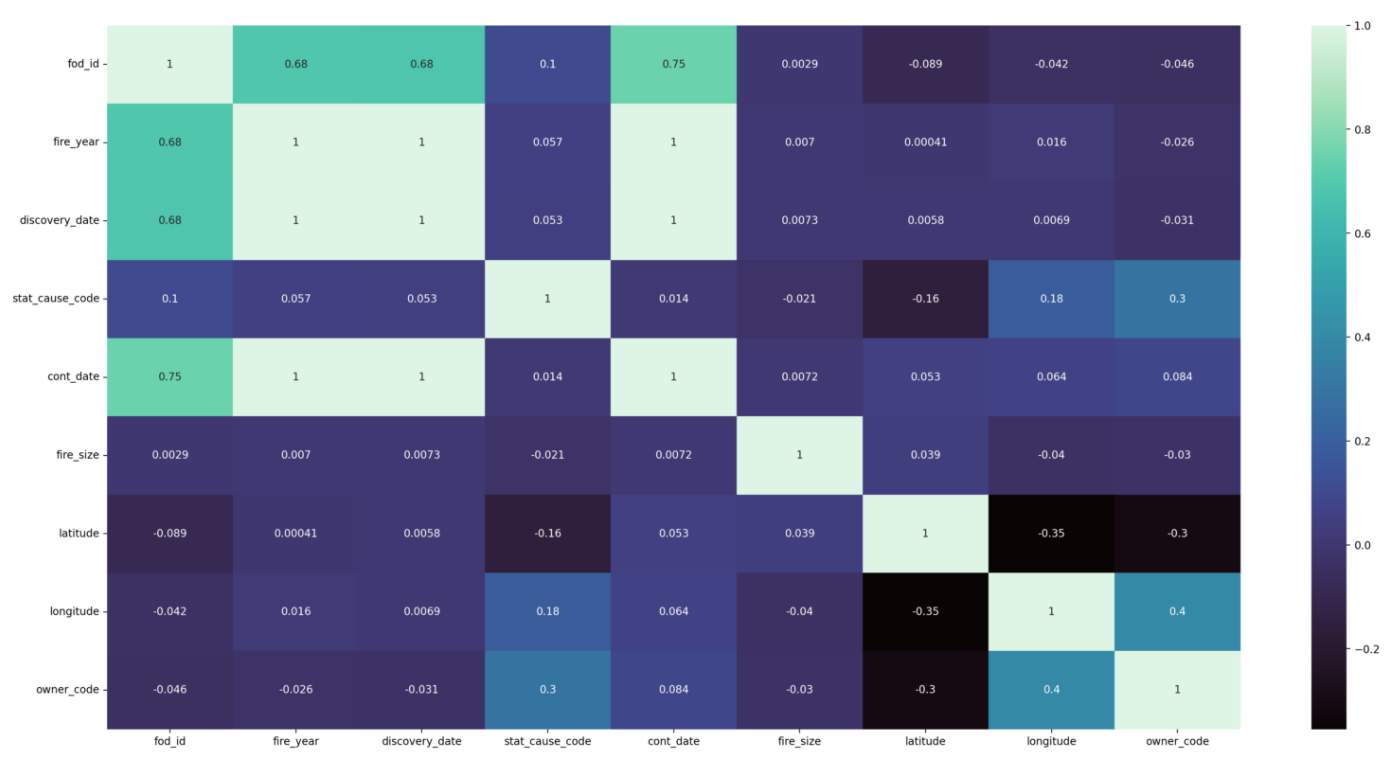 fod_id 1 0.68 0.68 0.1 0.75 0.0029 -0.089 -0.042 -0.046
fire_year 0.68 1 1 0.057 1 0.007 0.00041 0.016 -0.026
discovery_date 0.68 1 1 0.053 1 0.0073 0.0058 0.0069 -0.031
stat_cause_code 0.1 0.057 0.053 1 0.014 -0.021 -0.16 0.18 0.3
cont_date 0.75 1 1 0.014 1 0.0072 0.053 0.064 0.084
fire_size 0.0029 0.007 0.0073 -0.021 0.0072 1 0.039 -0.04 -0.03
latitude -0.089 0.00041 0.0058 -0.16 0.053 0.039 1 -0.35 -0.3
longitude -0.042 0.016 0.0069 0.18 0.064 -0.04 -0.35 1 0.4
owner_code -0.046 -0.026 -0.031 0.3 0.084 -0.03 -0.3 0.4 1
fod_id fire_year discovery_date stat_cause_code cont_date fire_size latitude longitude owner_code
1.0
0.8
0.6
0.4
0.2
0.0
−0.2